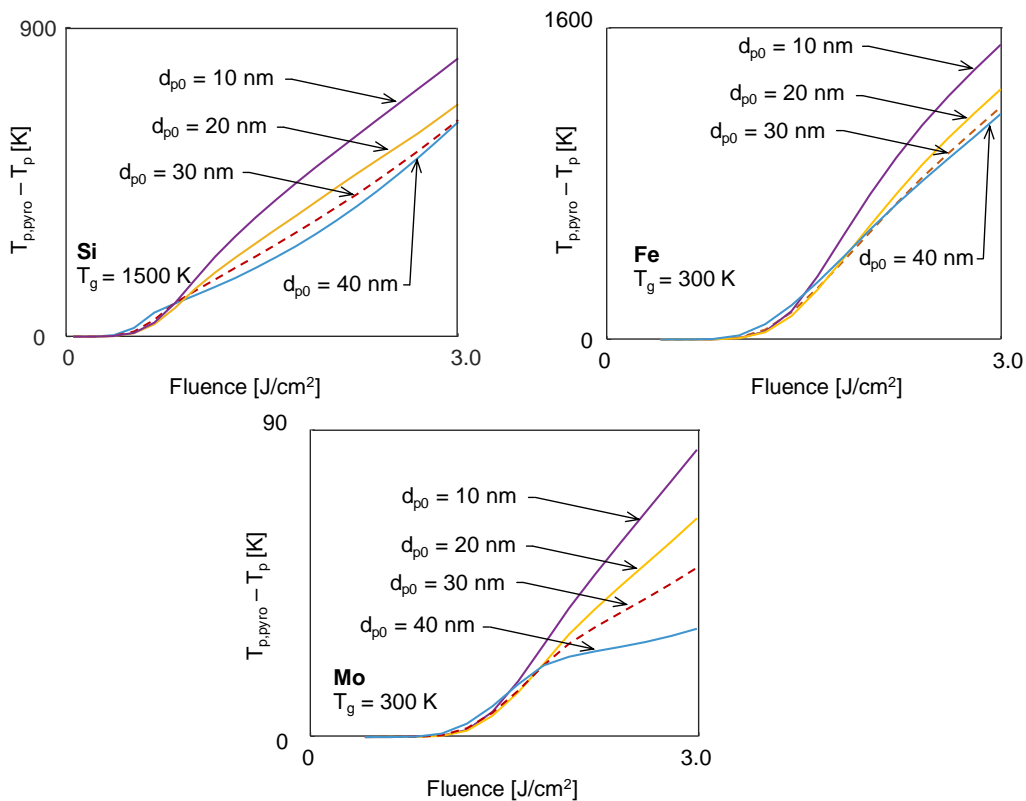 900
T_p,pyro – T_p [K]
d_p0 = 10 nm
d_p0 = 20 nm
d_p0 = 30 nm
d_p0 = 40 nm
Si
T_g = 1500 K
0
0
3.0
Fluence [J/cm²]
1600
T_p,pyro – T_p [K]
d_p0 = 10 nm
d_p0 = 20 nm
d_p0 = 30 nm
d_p0 = 40 nm
Fe
T_g = 300 K
0
0
3.0
Fluence [J/cm²]
90
T_p,pyro – T_p [K]
d_p0 = 10 nm
d_p0 = 20 nm
d_p0 = 30 nm
d_p0 = 40 nm
Mo
T_g = 300 K
0
0
3.0
Fluence [J/cm²]